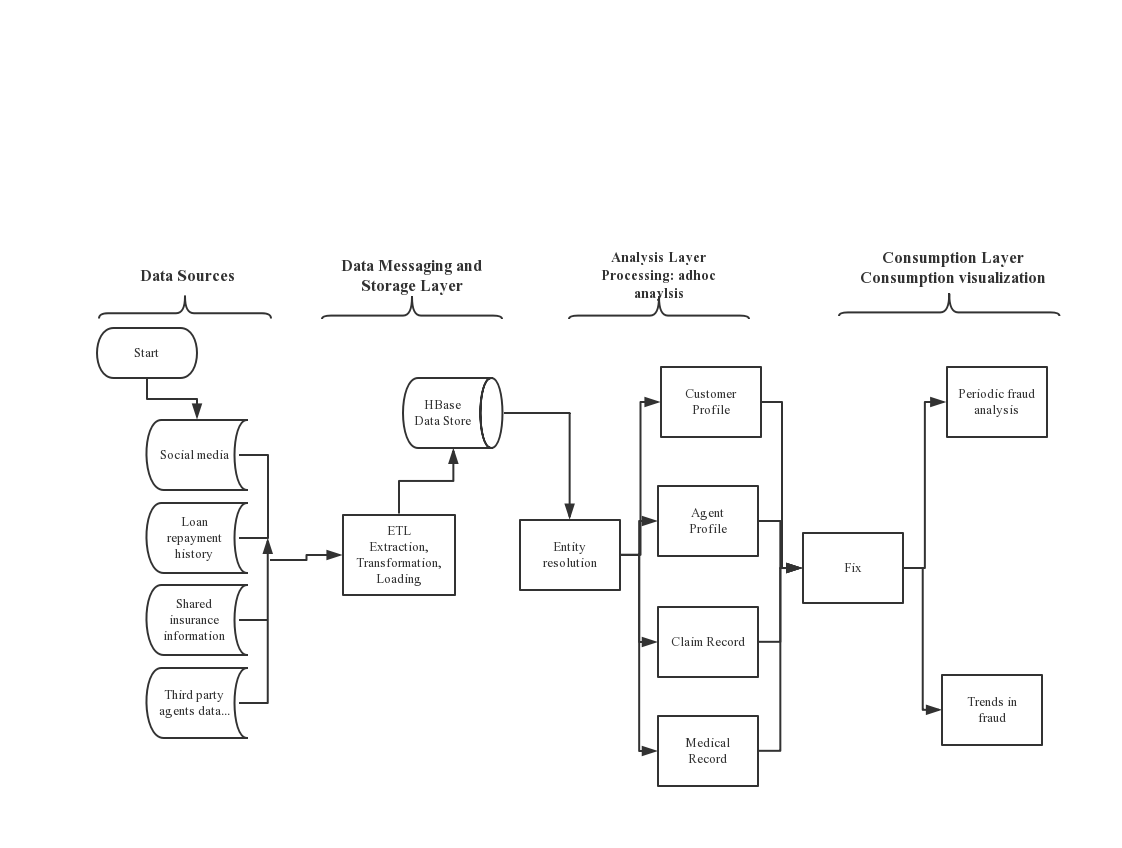 Data Sources
Data Messaging and
Storage Layer
Analysis Layer
Processing: adhoc
anaylsis
Consumption Layer
Consumption visualization
Start
Social media
Loan
repayment
history
Shared
insurance
information
Third party
agents data...
HBase
Data Store
ETL
Extraction,
Transformation,
Loading
Entity
resolution
Customer
Profile
Agent
Profile
Claim Record
Medical
Record
Fix
Periodic fraud
analysis
Trends in
fraud